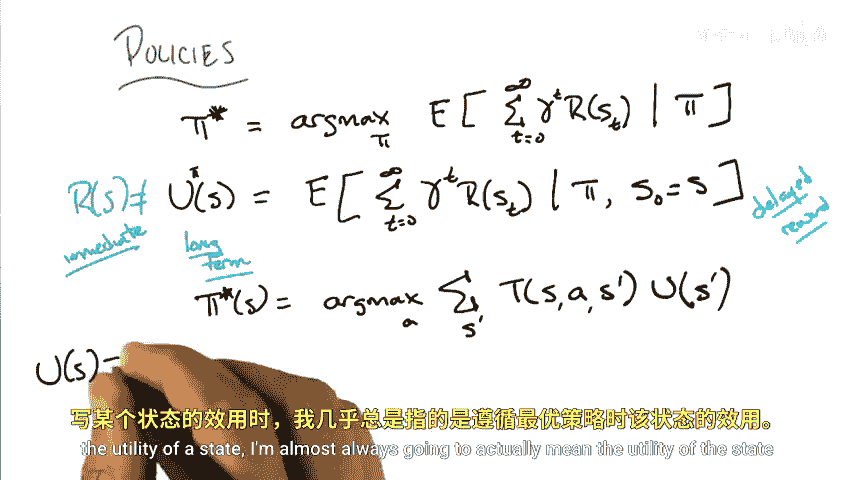 POLICIES
π* = argmax_π E[ Σ_{t=0}^{∞} γ^t R(s_t) | π ]
R(s) ≠ U^π(s) = E[ Σ_{t=0}^{∞} γ^t R(s_t) | π, s_0 = s ]
immediate
long term
delayed reward
π*(s) = argmax_a Σ_{s'} T(s, a, s') U(s')
U(s) =
写某个状态的效用时，我几乎总是指的是遵循最优策略时该状态的效用。
the utility of a state, I'm almost always going to actually mean the utility of the state